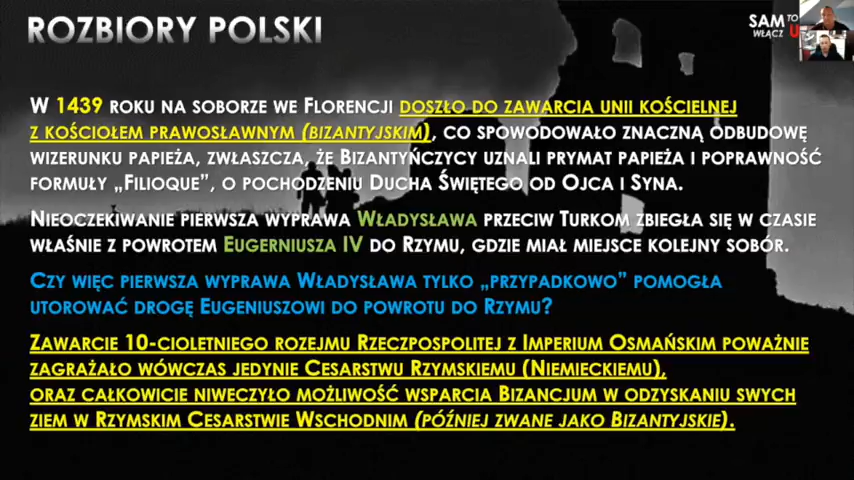 ROZBIORY POLSKI
SAM TO
WŁĄCZ U
W 1439 ROKU NA SOBORZE WE FLORENCJI DOSZŁO DO ZAWARCIA UNII KOŚCIELNEJ
Z KOŚCIOŁEM PRAWOSŁAWNYM (BIZANTYJSKIM), CO SPOWODOWAŁO ZNACZNĄ ODBUDOWĘ
WIZERUNKU PAPIEŻA, ZWŁASZCZA, ŻE BIZANTYŃCZYCY UZNALI PRYMAT PAPIEŻA I POPRAWNOŚĆ
FORMUŁY „FILIOQUE”, O POCHODZENIU DUCHA ŚWIĘTEGO OD OJCA I SYNA.
NIEOCZEKIWANIE PIERWSZA WYPRAWA WŁADYSŁAWA PRZECIW TURKOM ZBIEGŁA SIĘ W CZASIE
WŁAŚNIE Z POWROTEM EUGERNIUSZA IV DO RZYMU, GDZIE MIAŁ MIEJSCE KOLEJNY SOBÓR.
CZY WIĘC PIERWSZA WYPRAWA WŁADYSŁAWA TYLKO „PRZYPADKOWO” POMOGŁA
UTOROWAĆ DROGĘ EUGENIUSZOWI DO POWROTU DO RZYMU?
ZAWARCIE 10-CIOLETNIEGO ROZEJMU RZECZPOSPOLITEJ Z IMPERIUM OSMAŃSKIM POWAŻNIE
ZAGRAŻAŁO WÓWCZAS JEDYNIE CESARSTWU RZYMSKIEMU (NIEMIECKIEMU),
ORAZ CAŁKOWICIE NIWECZYŁO MOŻLIWOŚĆ WSPARCIA BIZANCJUM W ODZYSKANIU SWYCH
ZIEM W RZYMSKIM CESARSTWIE WSCHODNIM (PÓŹNIEJ ZWANE JAKO BIZANTYJSKIE).